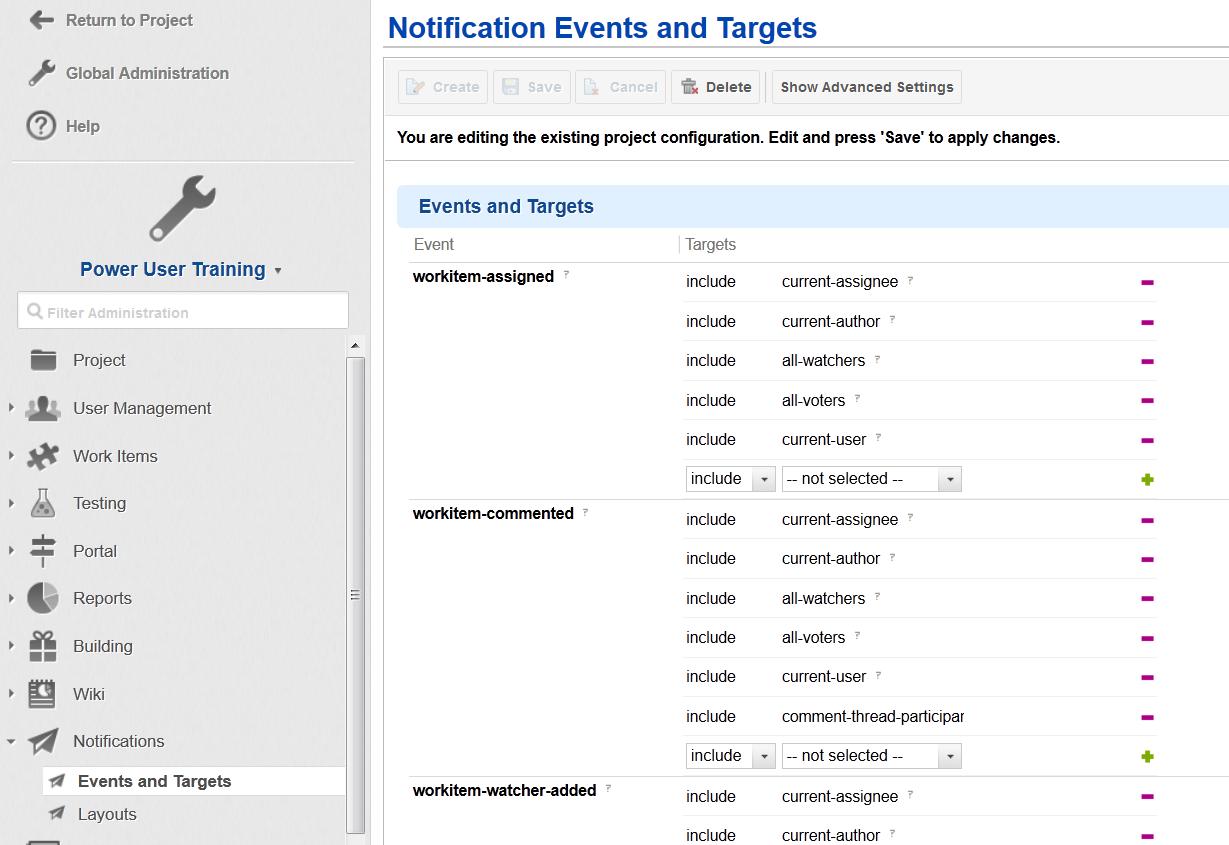 Return to Project
Global Administration
Help
Power User Training
Filter Administration
Project
User Management
Work Items
Testing
Portal
Reports
Building
Wiki
Notifications
Events and Targets
Layouts
Notification Events and Targets
Create Save Cancel Delete Show Advanced Settings
You are editing the existing project configuration. Edit and press 'Save' to apply changes.
Events and Targets
Event Targets
workitem-assigned ? include current-assignee ?
include current-author ?
include all-watchers ?
include all-voters ?
include current-user ?
include -- not selected --
workitem-commented ? include current-assignee ?
include current-author ?
include all-watchers ?
include all-voters ?
include current-user ?
include comment-thread-participar
include -- not selected --
workitem-watcher-added ? include current-assignee ?
include current-author ?